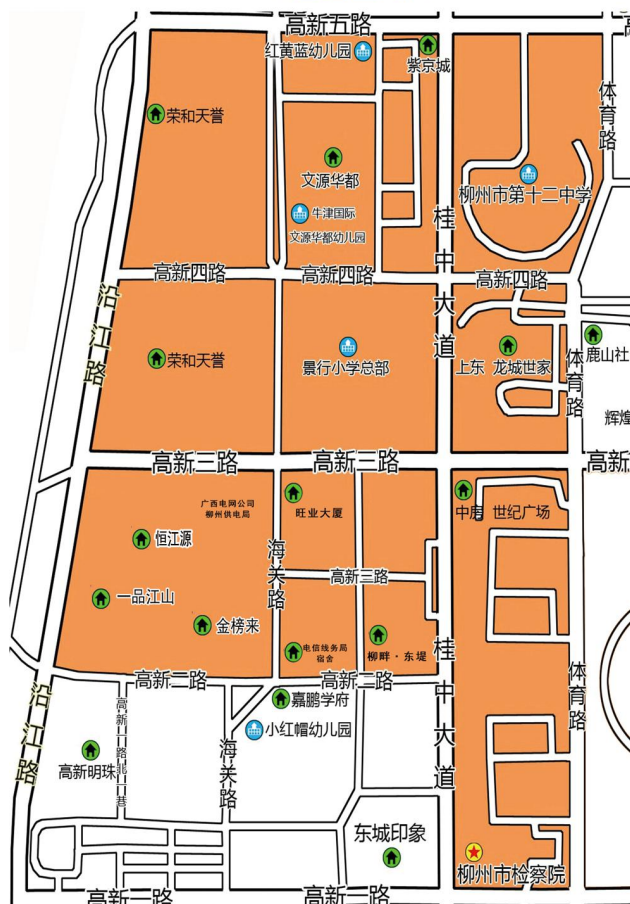 高新五路
红黄蓝幼儿园
紫京城
体育路
荣和天誉
文源华都
柳州市第十二中学
牛津国际
文源华都幼儿园
桂中大道
高新四路
高新四路
高新四路
沿江路
荣和天誉
景行小学总部
上东 龙城世家
体育路
鹿山社
辉煌
高新三路
高新三路
高新
广西电网公司
柳州供电局
旺业大厦
中房 世纪广场
恒江源
海关路
高新三路
一品江山
金榜来
电信线务局
宿舍
柳畔·东堤
桂中大道
体育路
高新二路
高新二路
沿江路
嘉鹏学府
小红帽幼儿园
海关路
高新明珠
东城印象
柳州市检察院
高新一路
高新一路